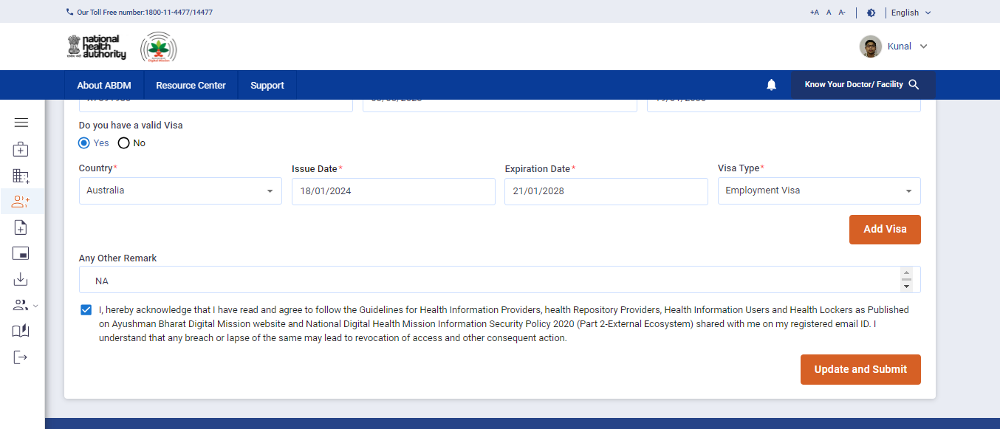 Our Toll Free number:1800-11-4477/14477
+A A A- English
national
health
authority
Kunal
About ABDM Resource Center Support Know Your Doctor/ Facility
Do you have a valid Visa
Yes No
Country* Issue Date* Expiration Date* Visa Type*
Australia 18/01/2024 21/01/2028 Employment Visa
Add Visa
Any Other Remark
NA
I, hereby acknowledge that I have read and agree to follow the Guidelines for Health Information Providers, health Repository Providers, Health Information Users and Health Lockers as Published
on Ayushman Bharat Digital Mission website and National Digital Health Mission Information Security Policy 2020 (Part 2-External Ecosystem) shared with me on my registered email ID. I
understand that any breach or lapse of the same may lead to revocation of access and other consequent action.
Update and Submit